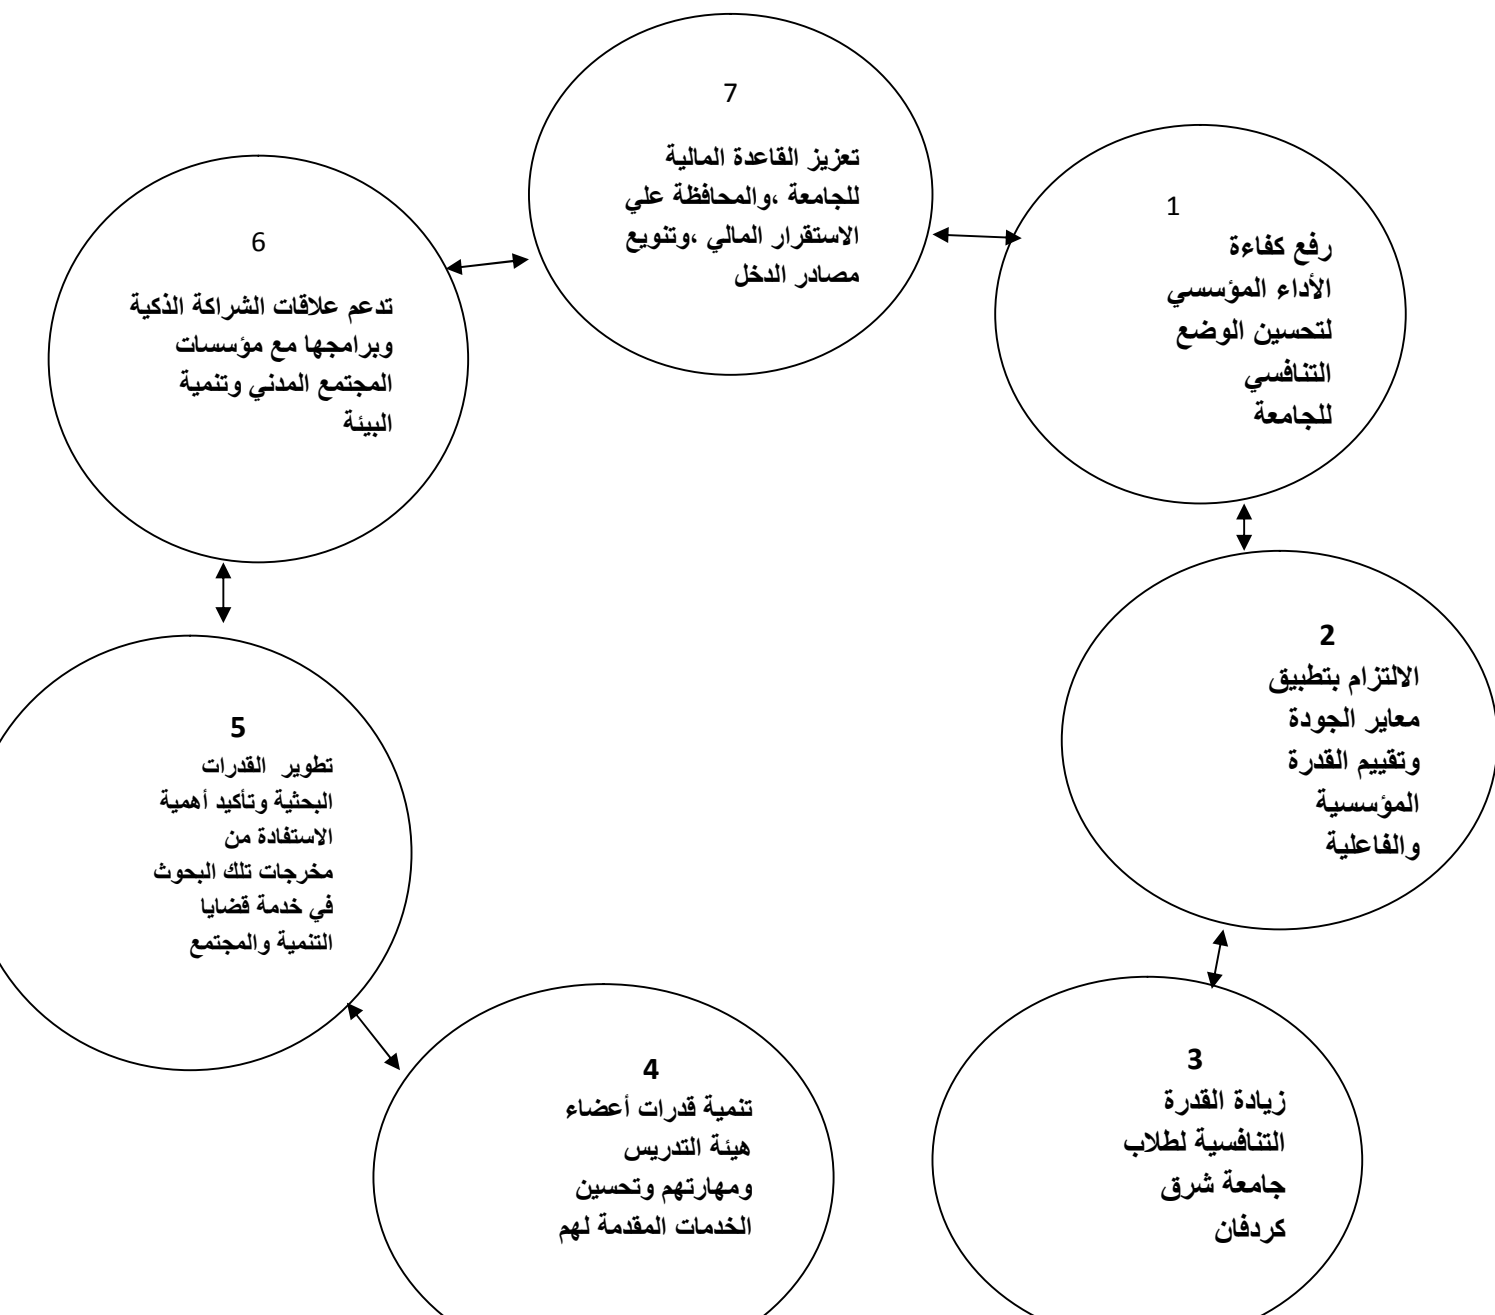 7
تعزيز القاعدة المالية
للجامعة ،والمحافظة علي
الاستقرار المالي ،وتنويع
مصادر الدخل
1
رفع كفاءة
الأداء المؤسسي
لتحسين الوضع
التنافسي
للجامعة
2
الالتزام بتطبيق
معاير الجودة
وتقييم القدرة
المؤسسية
والفاعلية
3
زيادة القدرة
التنافسية لطلاب
جامعة شرق
كردفان
4
تنمية قدرات أعضاء
هيئة التدريس
ومهارتهم وتحسين
الخدمات المقدمة لهم
5
تطوير القدرات
البحثية وتأكيد أهمية
الاستفادة من
مخرجات تلك البحوث
في خدمة قضايا
التنمية والمجتمع
6
تدعم علاقات الشراكة الذكية
وبرامجها مع مؤسسات
المجتمع المدني وتنمية
البيئة